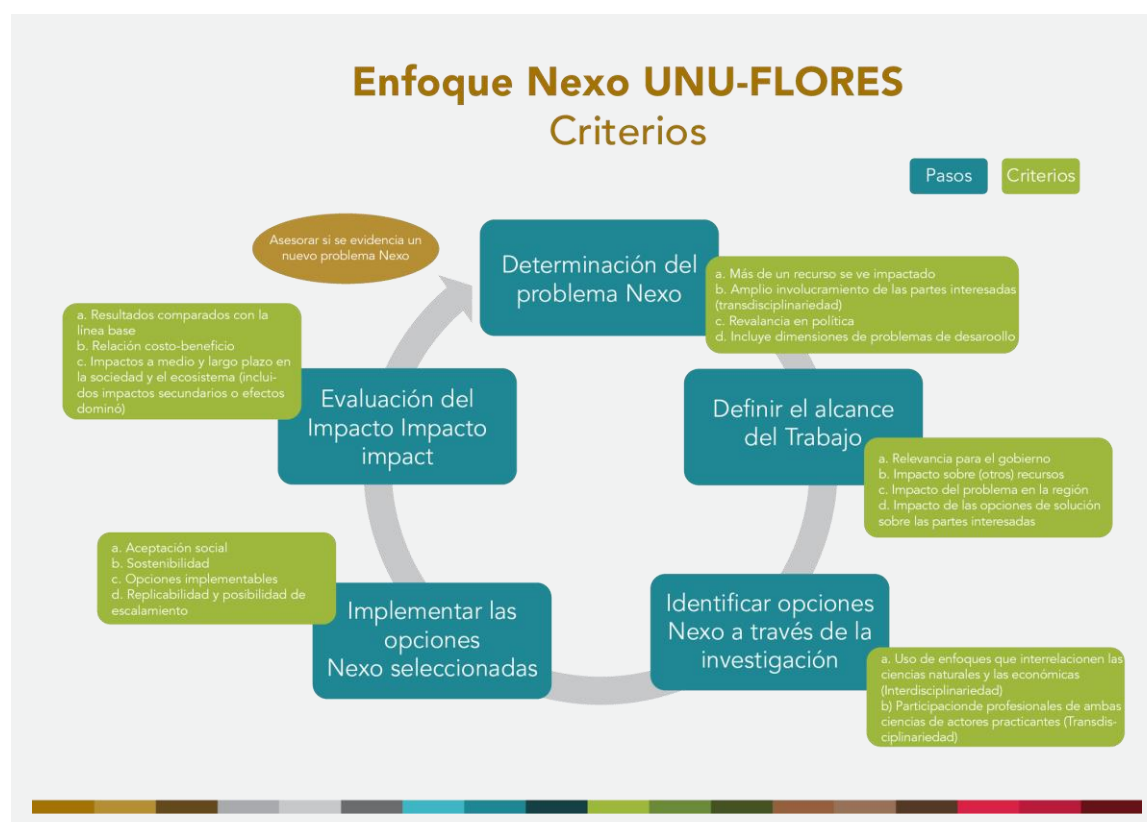 Enfoque Nexo UNU-FLORES
Criterios
Pasos
Criterios
Asesorar si se evidencia un
nuevo problema Nexo
Determinación del
problema Nexo
a. Más de un recurso se ve impactado
b. Amplio involucramiento de las partes interesadas
(transdisciplinariedad)
c. Revalancia en política
d. Incluye dimensiones de problemas de desaroollo
Definir el alcance
del Trabajo
a. Relevancia para el gobierno
b. Impacto sobre (otros) recursos
c. Impacto del problema en la región
d. Impacto de las opciones de solución
sobre las partes interesadas
Identificar opciones
Nexo a través de la
investigación
a. Uso de enfoques que interrelacionen las
ciencias naturales y las económicas
(Interdisciplinariedad)
b) Participacionde profesionales de ambas
ciencias de actores practicantes (Transdis-
ciplinariedad)
Implementar las
opciones
Nexo seleccionadas
a. Aceptación social
b. Sostenibilidad
c. Opciones implementables
d. Replicabilidad y posibilidad de
escalamiento
Evaluación del
Impacto Impacto
impact
a. Resultados comparados con la
línea base
b. Relación costo-beneficio
c. Impactos a medio y largo plazo en
la sociedad y el ecosistema (inclui-
dos impactos secundarios o efectos
dominó)